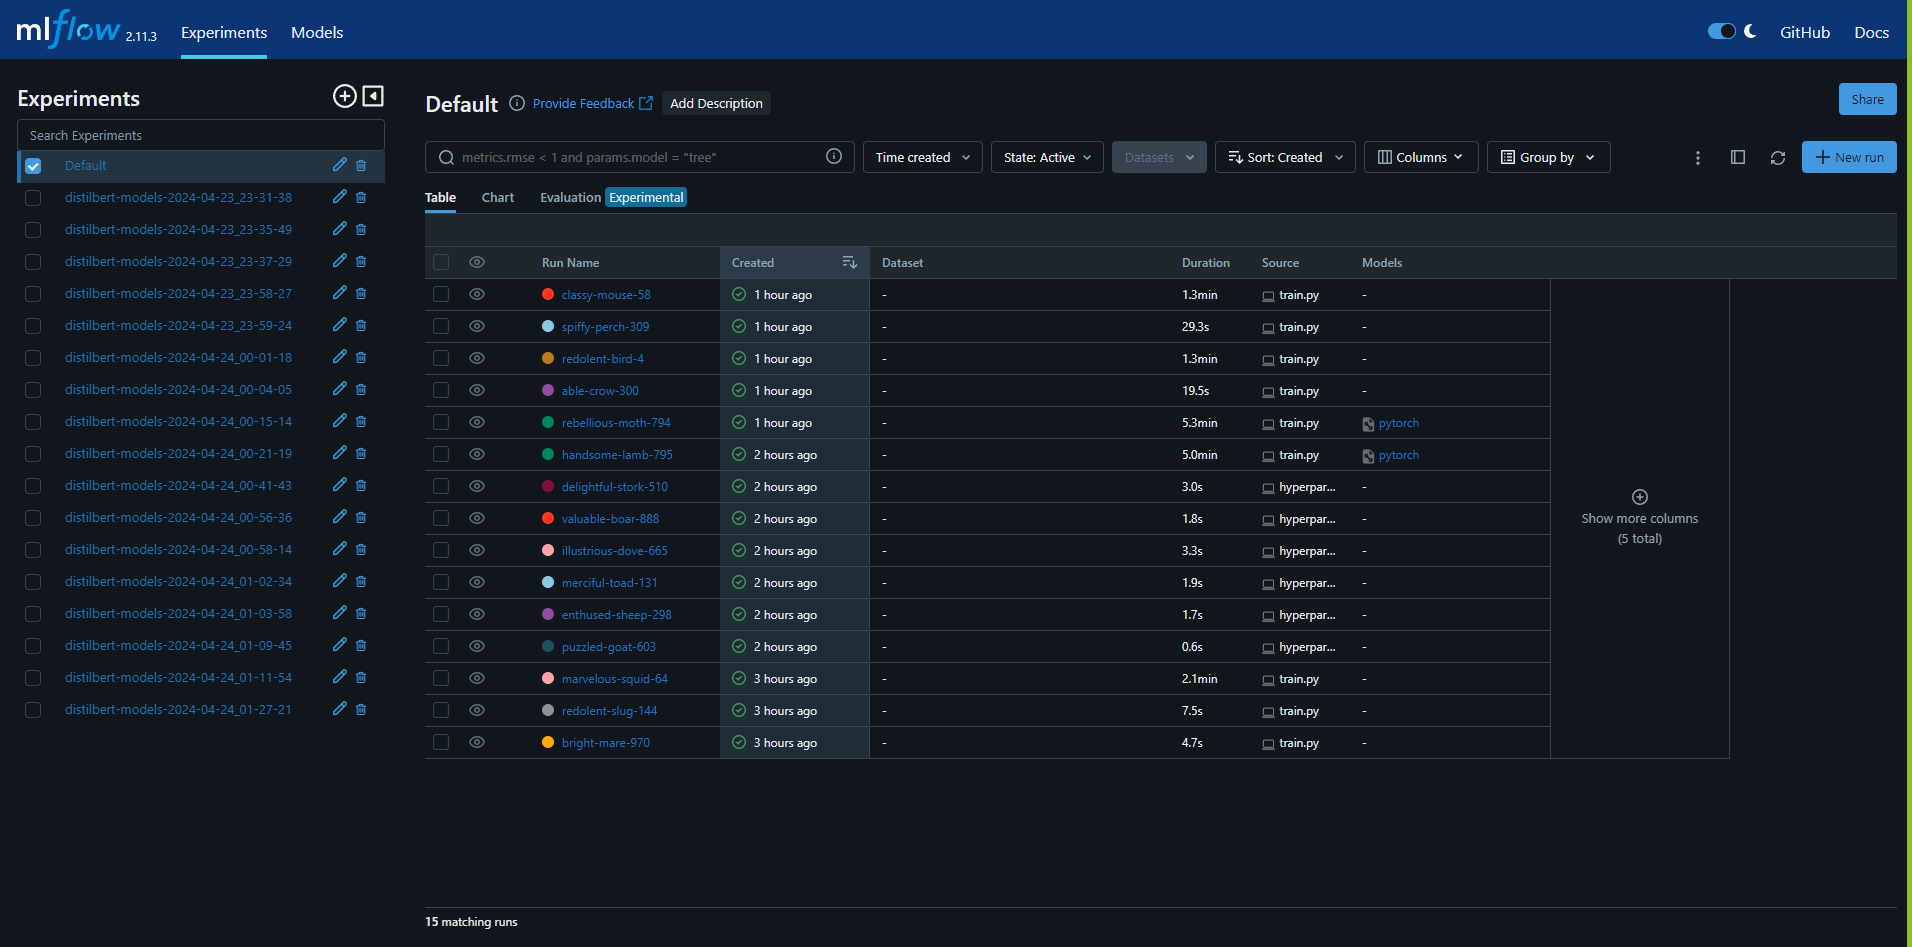 mlflow 2.11.3 Experiments Models GitHub Docs
Experiments
Search Experiments
Default
distilbert-models-2024-04-23_23-31-38
distilbert-models-2024-04-23_23-35-49
distilbert-models-2024-04-23_23-37-29
distilbert-models-2024-04-23_23-58-27
distilbert-models-2024-04-23_23-59-24
distilbert-models-2024-04-24_00-01-18
distilbert-models-2024-04-24_00-04-05
distilbert-models-2024-04-24_00-15-14
distilbert-models-2024-04-24_00-21-19
distilbert-models-2024-04-24_00-41-43
distilbert-models-2024-04-24_00-56-36
distilbert-models-2024-04-24_00-58-14
distilbert-models-2024-04-24_01-02-34
distilbert-models-2024-04-24_01-03-58
distilbert-models-2024-04-24_01-09-45
distilbert-models-2024-04-24_01-11-54
distilbert-models-2024-04-24_01-27-21
Default Provide Feedback Add Description Share
metrics.rmse < 1 and params.model = "tree" Time created State: Active Datasets Sort: Created Columns Group by New run
Table Chart Evaluation Experimental
Run Name Created Dataset Duration Source Models
classy-mouse-58 1 hour ago - 1.3min train.py -
spiffy-perch-309 1 hour ago - 29.3s train.py -
redolent-bird-4 1 hour ago - 1.3min train.py -
able-crow-300 1 hour ago - 19.5s train.py -
rebellious-moth-794 1 hour ago - 5.3min train.py pytorch
handsome-lamb-795 2 hours ago - 5.0min train.py pytorch
delightful-stork-510 2 hours ago - 3.0s hyperpar... -
valuable-boar-888 2 hours ago - 1.8s hyperpar... -
illustrious-dove-665 2 hours ago - 3.3s hyperpar... -
merciful-toad-131 2 hours ago - 1.9s hyperpar... -
enthused-sheep-298 2 hours ago - 1.7s hyperpar... -
puzzled-goat-603 2 hours ago - 0.6s hyperpar... -
marvelous-squid-64 3 hours ago - 2.1min train.py -
redolent-slug-144 3 hours ago - 7.5s train.py -
bright-mare-970 3 hours ago - 4.7s train.py -
Show more columns
(5 total)
15 matching runs